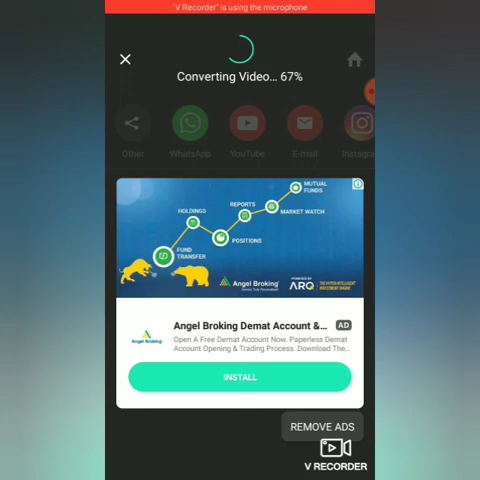 "V Recorder" is using the microphone
Converting Video... 67%
Other
WhatsApp
YouTube
E-mail
Instagra
MUTUAL
FUNDS
HOLDINGS
REPORTS
MARKET WATCH
POSITIONS
FUND
TRANSFER
Angel Broking
POWERED BY
ARQ
Angel Broking
Angel Broking Demat Account &...
AD
Open A Free Demat Account Now. Paperless Demat
Account Opening & Trading Process. Download The...
INSTALL
REMOVE ADS
V RECORDER